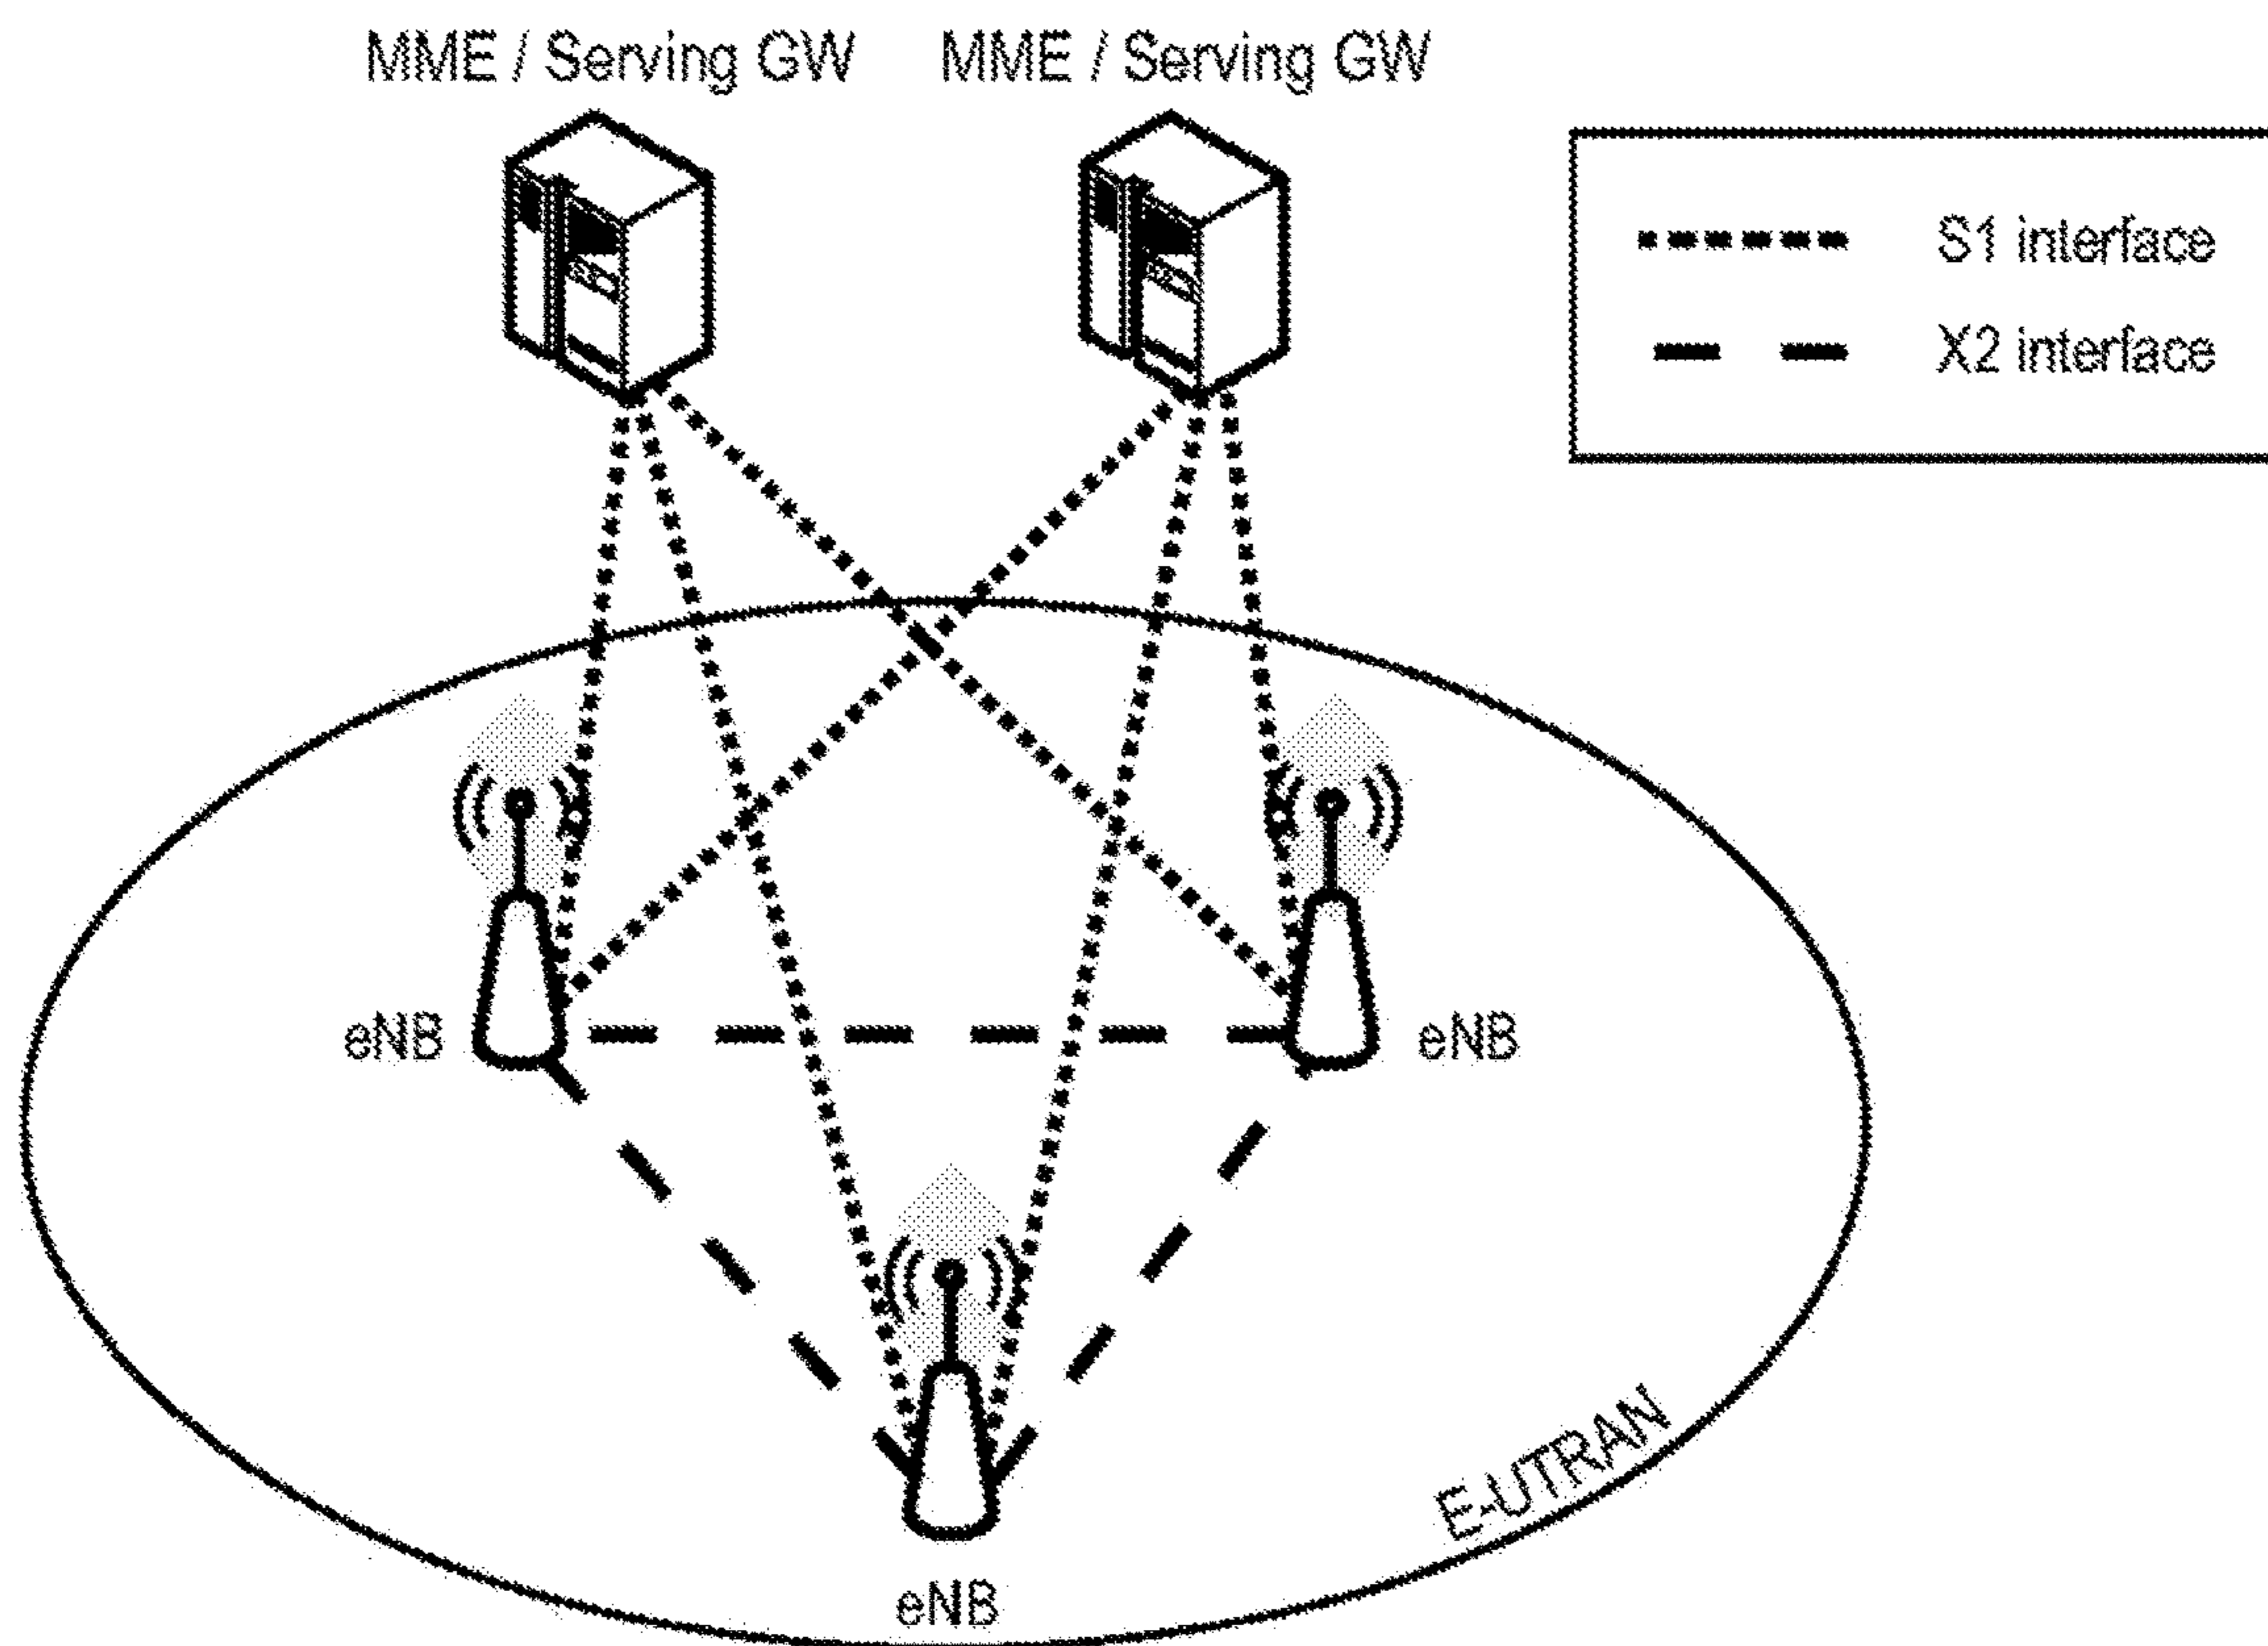 MME / Serving GW
MME / Serving GW
S1 interface
X2 interface
eNB
eNB
E-UTRAN
eNB